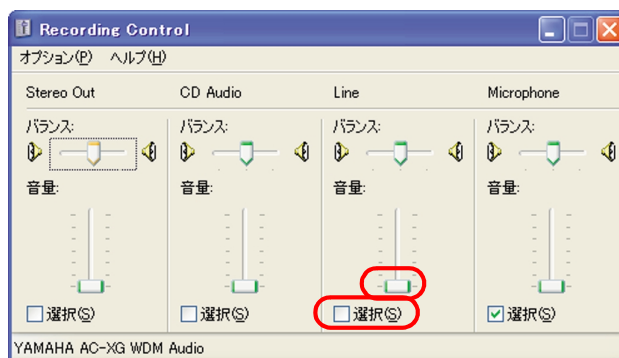 Recording Control
オプション(P) ヘルプ(H)
Stereo Out CD Audio Line Microphone
バランス: バランス: バランス: バランス:
音量: 音量: 音量: 音量:
選択(S) 選択(S) 選択(S) 選択(S)
YAMAHA AC-XG WDM Audio